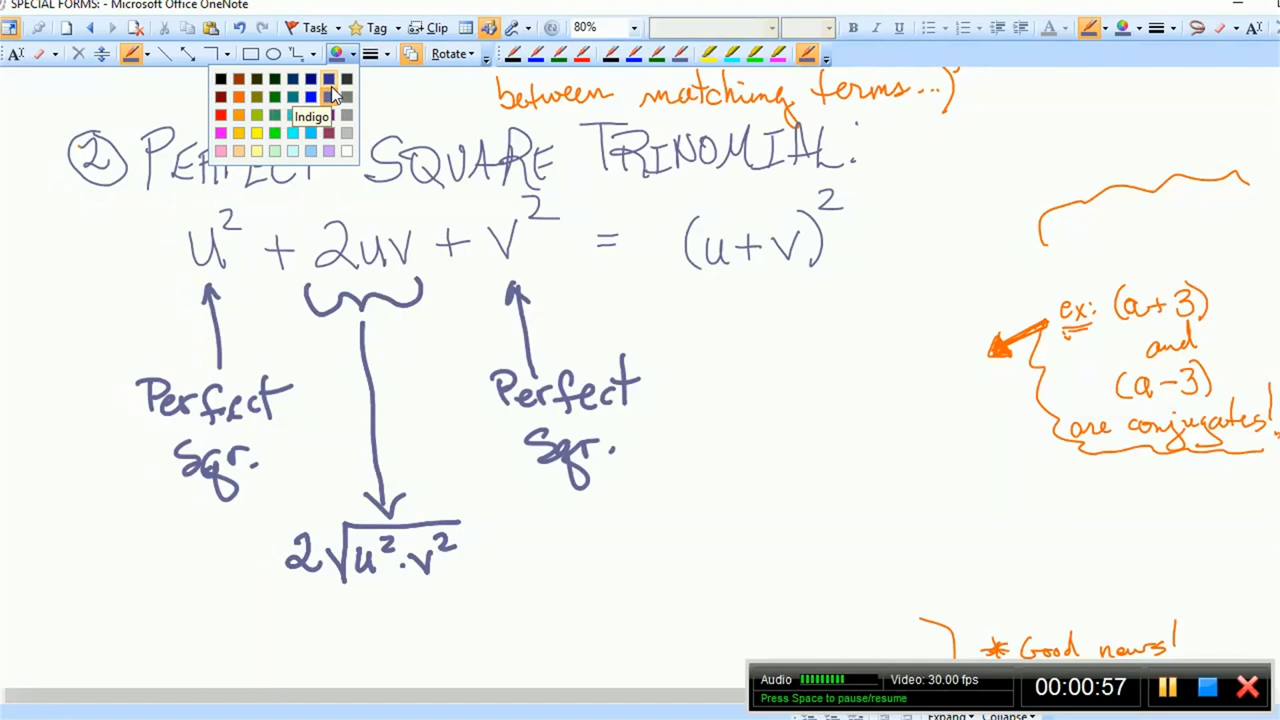 SPECIAL FORMS: - Microsoft Office OneNote
Task Tag Clip 80% B I U A
Rotate
Indigo
between matching terms...)
② PERFECT SQUARE TRINOMIAL:
u² + 2uv + v² = (u+v)²
ex: (a+3)
and
(a-3)
are conjugates!
Perfect Sqr.
Perfect Sqr.
2√u²·v²
* Good news!
Audio Video: 30.00 fps
Press Space to pause/resume
00:00:57
Expand Collapse